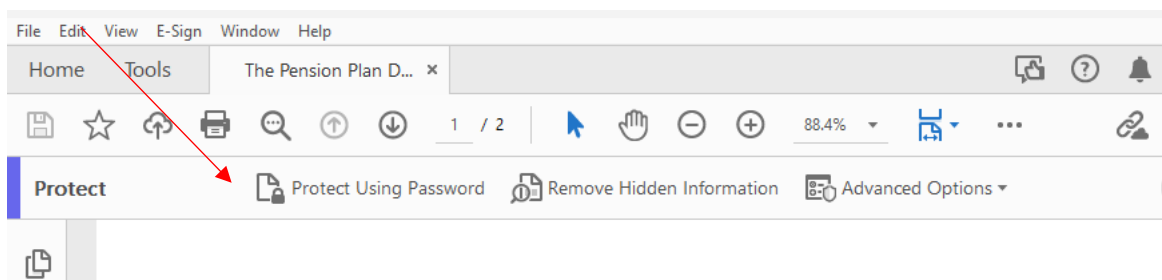 File Edit View E-Sign Window Help
Home Tools The Pension Plan D... ×
1 / 2 88.4%
Protect Protect Using Password Remove Hidden Information Advanced Options